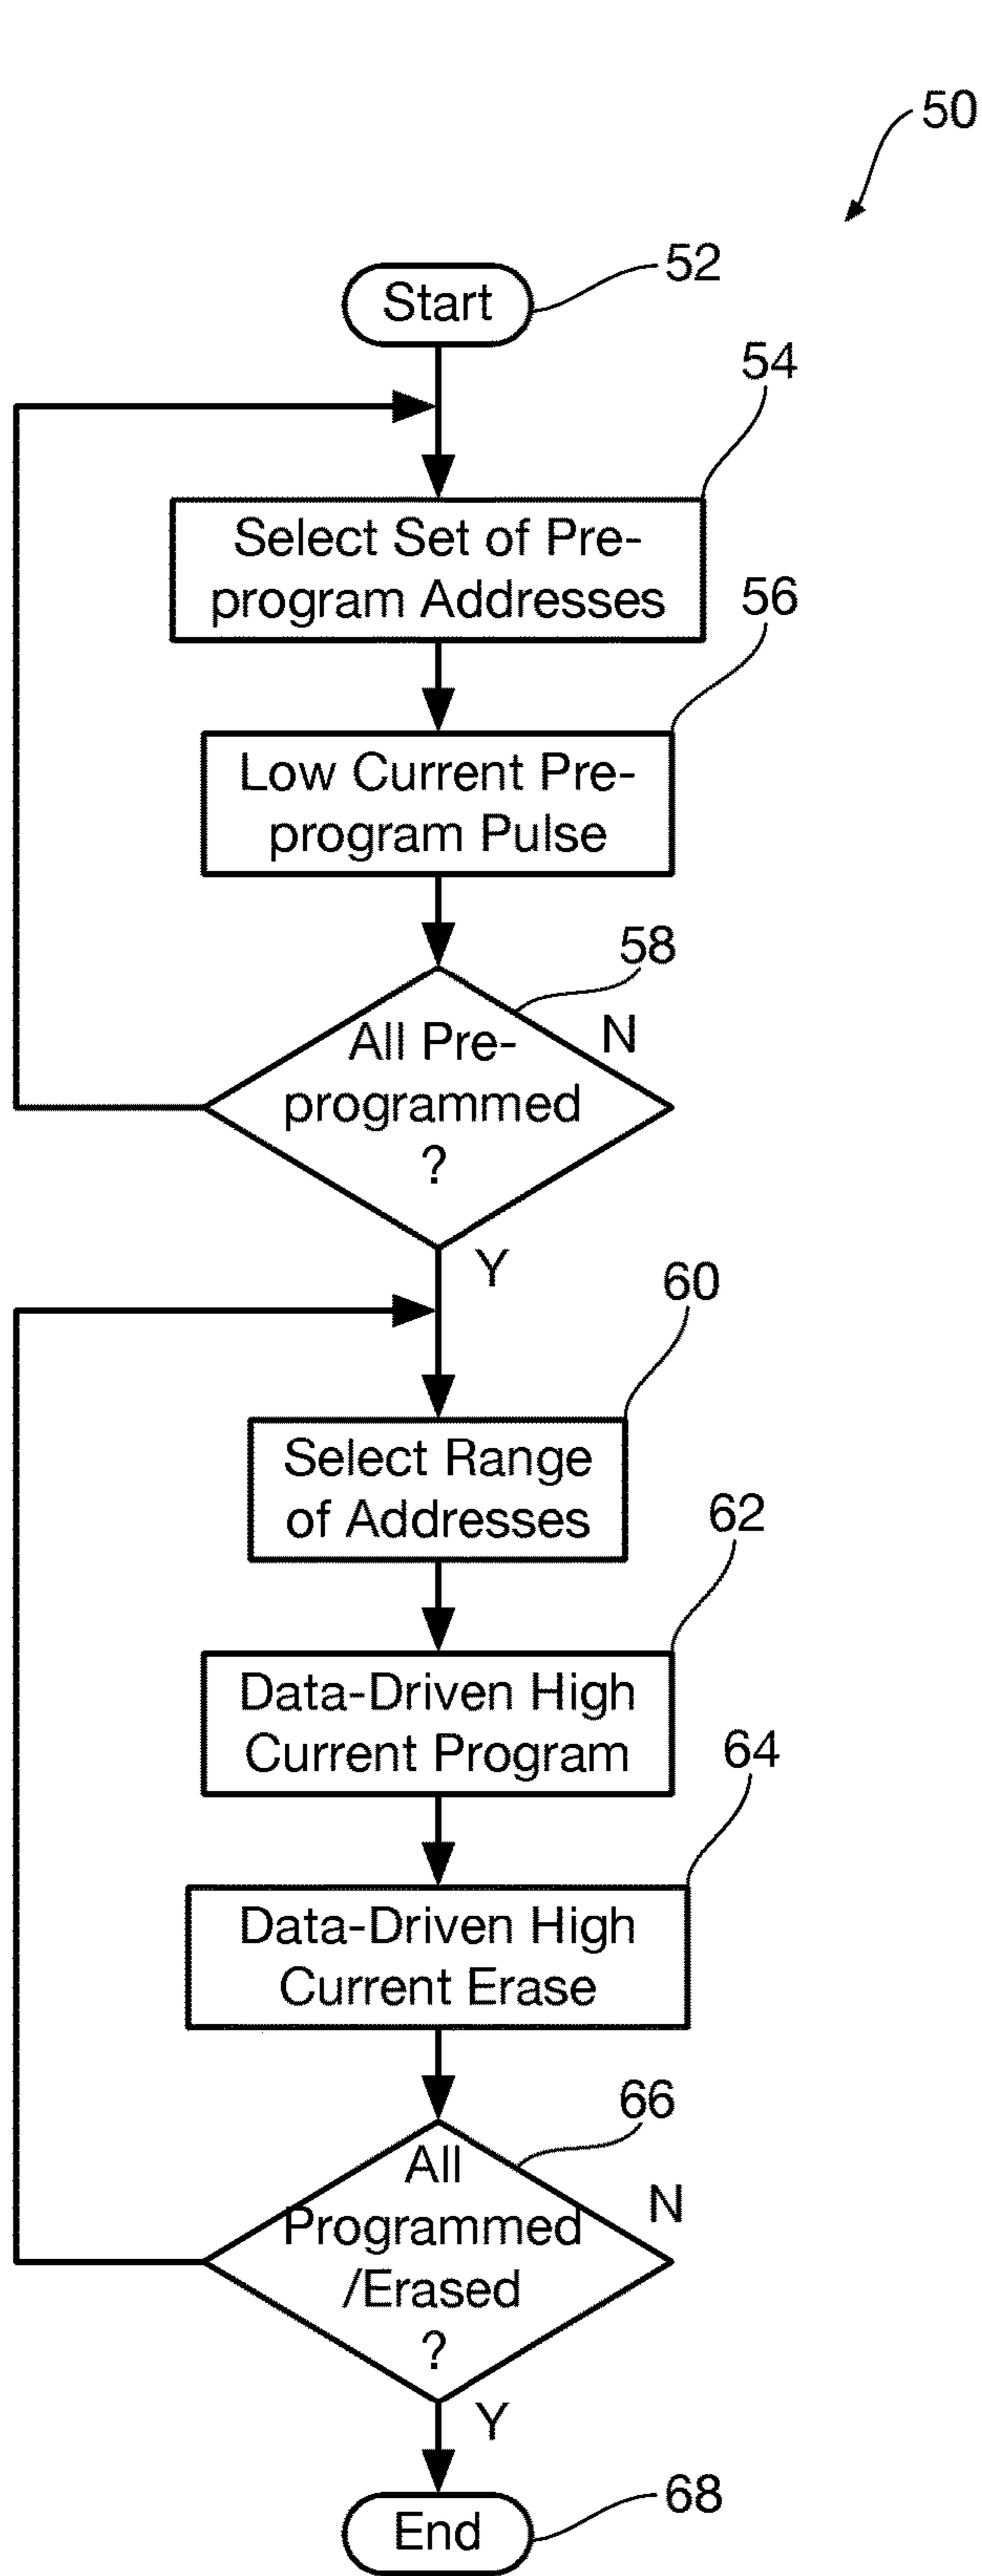 50
Start
52
54
Select Set of Pre-
program Addresses
56
Low Current Pre-
program Pulse
58
N
All Pre-
programmed
?
Y
60
Select Range
of Addresses
62
Data-Driven High
Current Program
64
Data-Driven High
Current Erase
66
N
All
Programmed
/Erased
?
Y
End
68